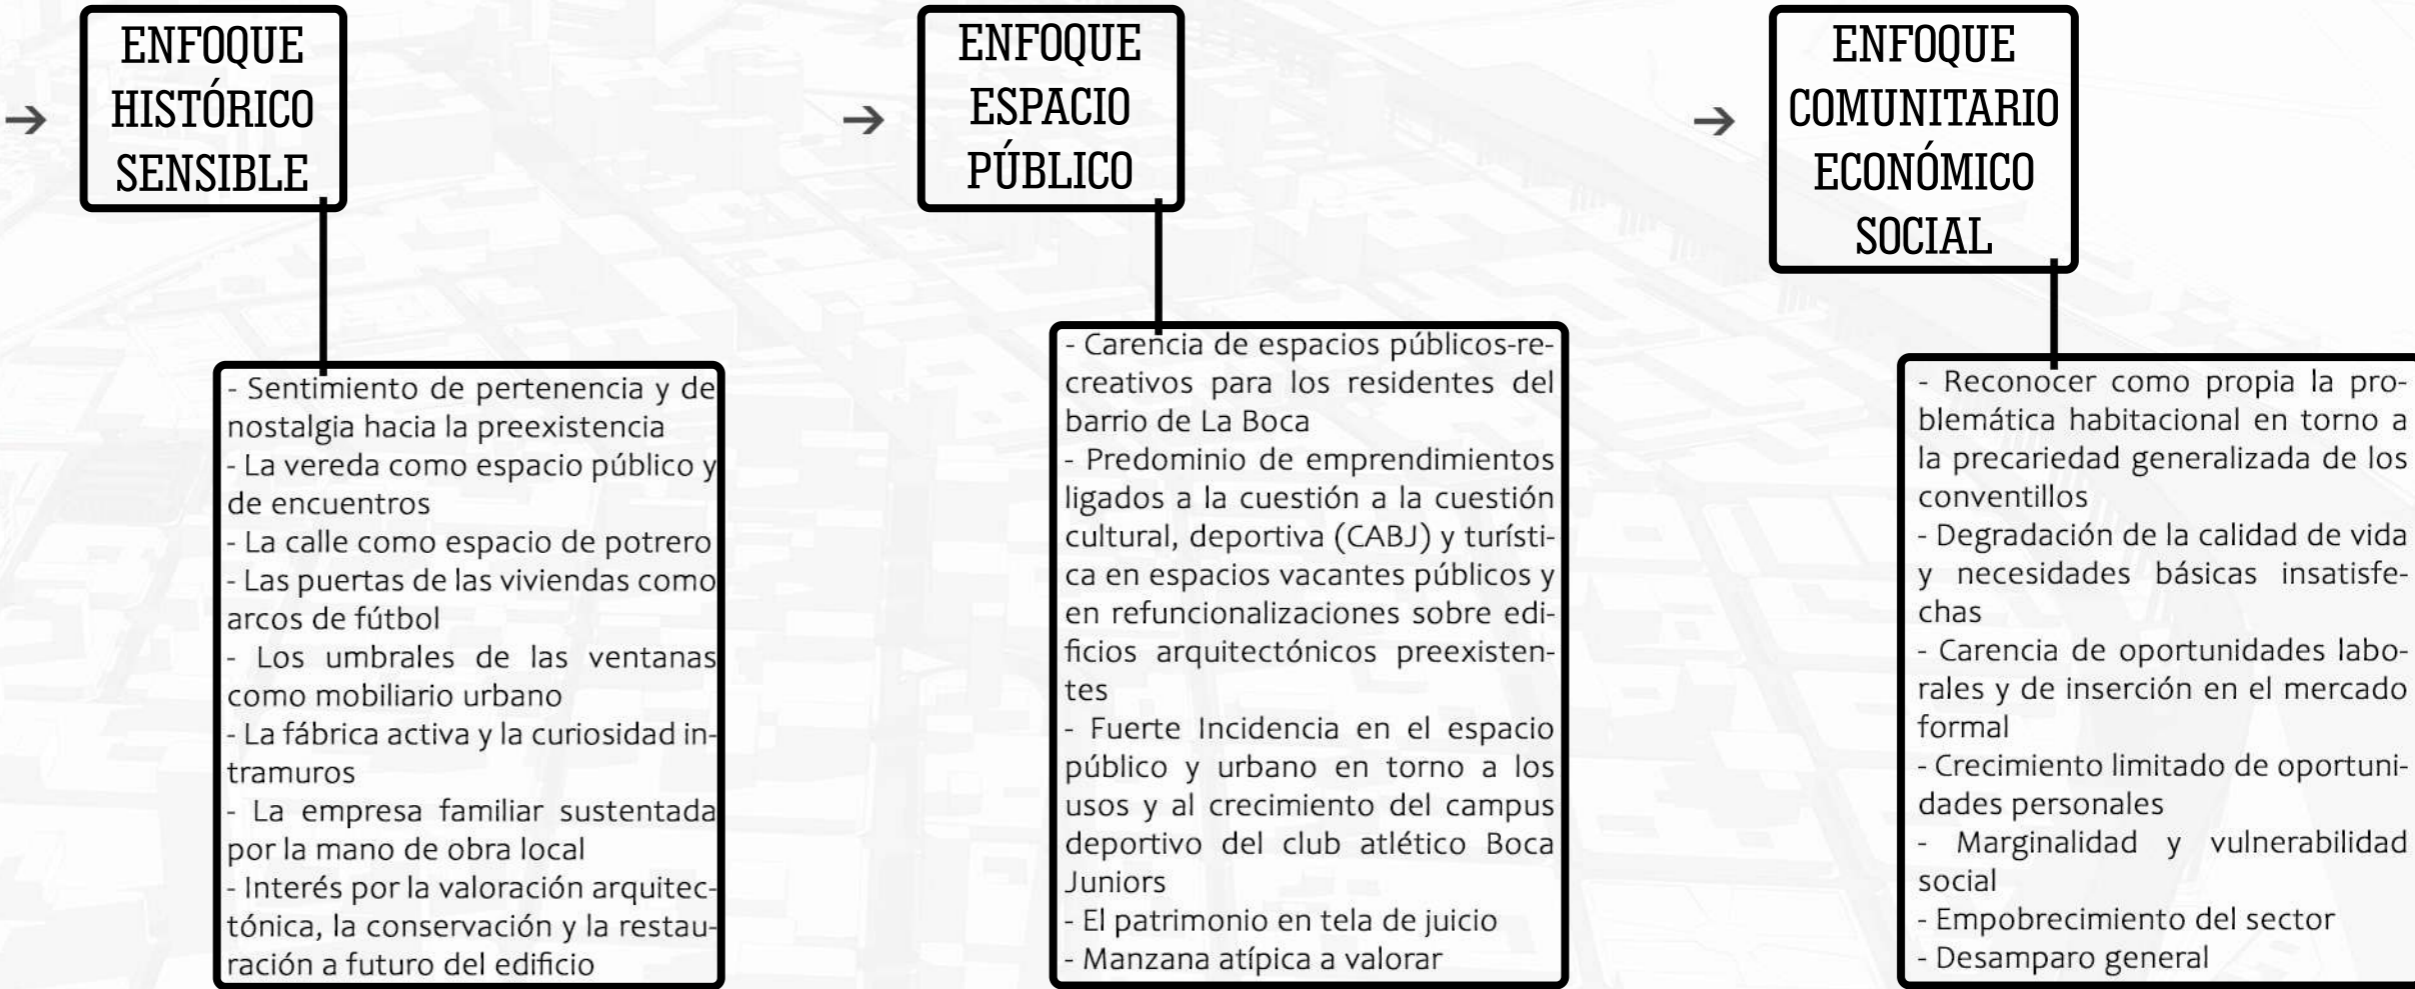 ENFOQUE
HISTÓRICO
SENSIBLE
- Sentimiento de pertenencia y de
nostalgia hacia la preexistencia
- La vereda como espacio público y
de encuentros
- La calle como espacio de potrero
- Las puertas de las viviendas como
arcos de fútbol
- Los umbrales de las ventanas
como mobiliario urbano
- La fábrica activa y la curiosidad in-
tramuros
- La empresa familiar sustentada
por la mano de obra local
- Interés por la valoración arquitec-
tónica, la conservación y la restau-
ración a futuro del edificio
ENFOQUE
ESPACIO
PÚBLICO
- Carencia de espacios públicos-re-
creativos para los residentes del
barrio de La Boca
- Predominio de emprendimientos
ligados a la cuestión a la cuestión
cultural, deportiva (CABJ) y turísti-
ca en espacios vacantes públicos y
en refuncionalizaciones sobre edi-
ficios arquitectónicos preexisten-
tes
- Fuerte Incidencia en el espacio
público y urbano en torno a los
usos y al crecimiento del campus
deportivo del club atlético Boca
Juniors
- El patrimonio en tela de juicio
- Manzana atípica a valorar
ENFOQUE
COMUNITARIO
ECONÓMICO
SOCIAL
- Reconocer como propia la pro-
blemática habitacional en torno a
la precariedad generalizada de los
conventillos
- Degradación de la calidad de vida
y necesidades básicas insatisfe-
chas
- Carencia de oportunidades labo-
rales y de inserción en el mercado
formal
- Crecimiento limitado de oportuni-
dades personales
- Marginalidad y vulnerabilidad
social
- Empobrecimiento del sector
- Desamparo general